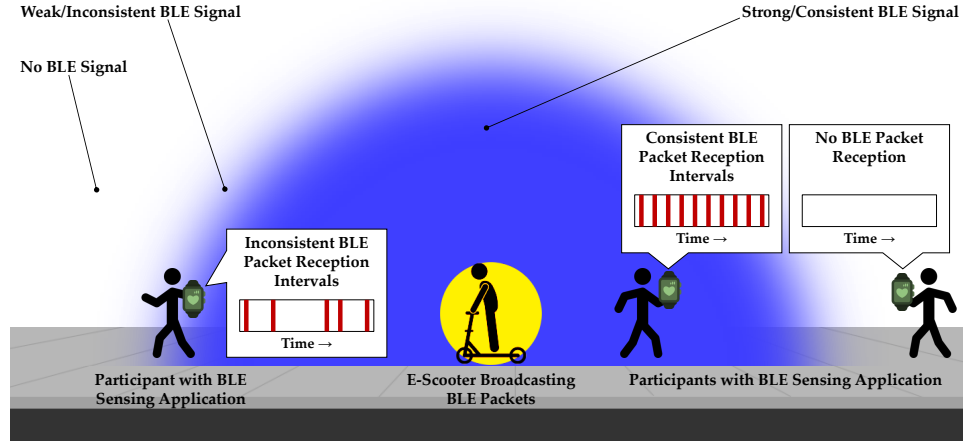 Weak/Inconsistent BLE Signal
Strong/Consistent BLE Signal
No BLE Signal
Consistent BLE
Packet Reception
Intervals
Time →
No BLE Packet
Reception
Time →
Inconsistent BLE
Packet Reception
Intervals
Time →
Participant with BLE
Sensing Application
E-Scooter Broadcasting
BLE Packets
Participants with BLE Sensing Application